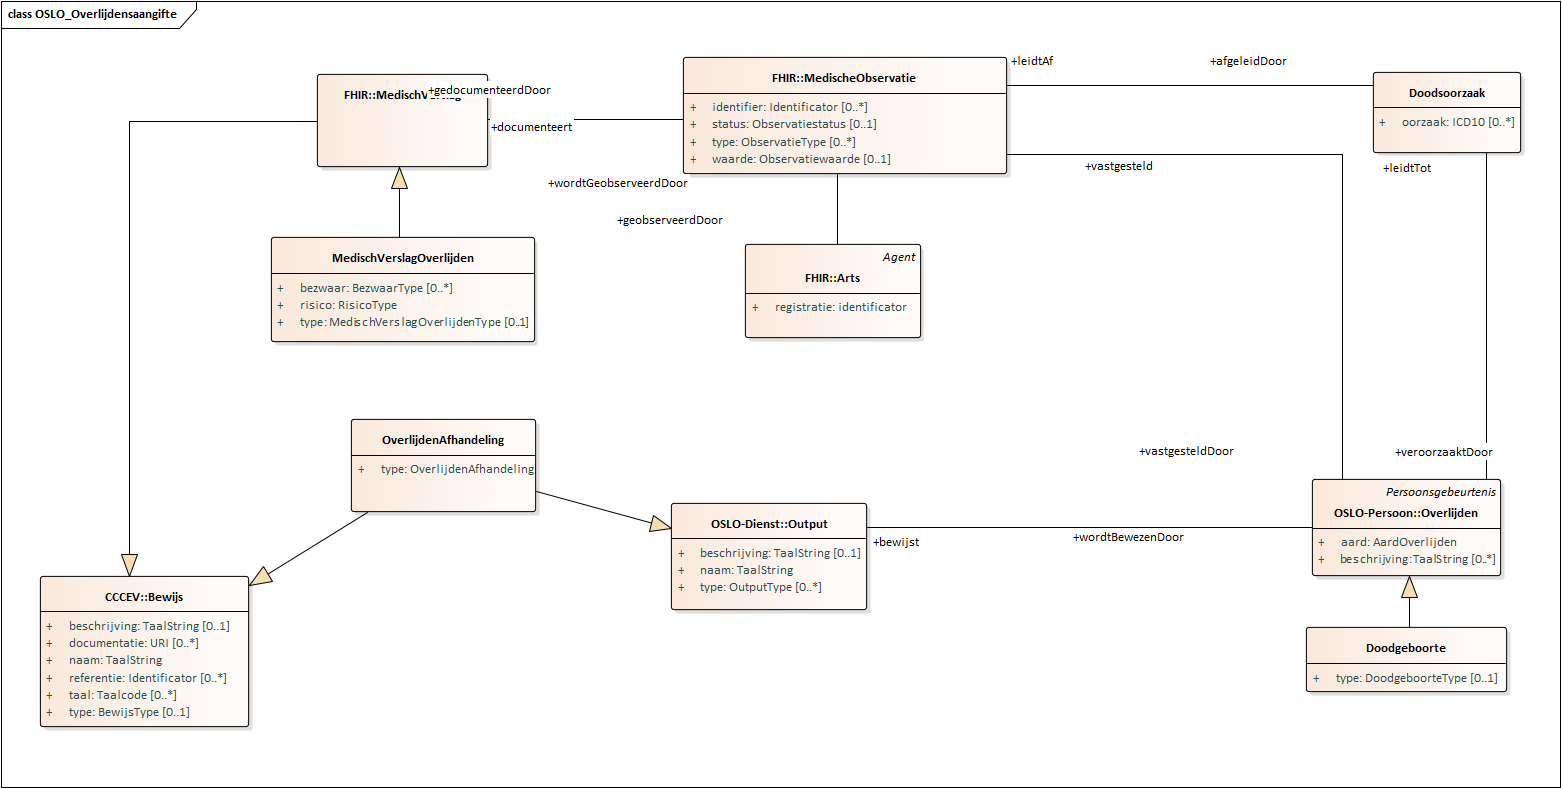 class OSLO_Overlijdensaangifte
+leidtAf
+afgeleidDoor
+gedocumenteerdDoor
+documenteert
FHIR::MedischeObservatie
+ identifier: Identificator [0..*]
+ status: Observatiestatus [0..1]
+ type: ObservatieType [0..*]
+ waarde: Observatiewaarde [0..1]
Doodsoorzaak
+ oorzaak: ICD10 [0..*]
+vastgesteld
+leidtTot
+wordtGeobserveerdDoor
+geobserveerdDoor
MedischVerslagOverlijden
+ bezwaar: BezwaarType [0..*]
+ risico: RisicoType
+ type: MedischVerslagOverlijdenType [0..1]
Agent
FHIR::Arts
+ registratie: identificator
OverlijdenAfhandeling
+ type: OverlijdenAfhandeling
+vastgesteldDoor
+veroorzaaktDoor
OSLO-Dienst::Output
+ beschrijving: TaalString [0..1]
+ naam: TaalString
+ type: OutputType [0..*]
+bewijst
+wordtBewezenDoor
Persoonsgebeurtenis
OSLO-Persoon::Overlijden
+ aard: AardOverlijden
+ beschrijving:TaalString [0..*]
CCCEV::Bewijs
+ beschrijving: TaalString [0..1]
+ documentatie: URI [0..*]
+ naam: TaalString
+ referentie: Identificator [0..*]
+ taal: Taalcode [0..*]
+ type: BewijsType [0..1]
Doodgeboorte
+ type: DoodgeboorteType [0..1]